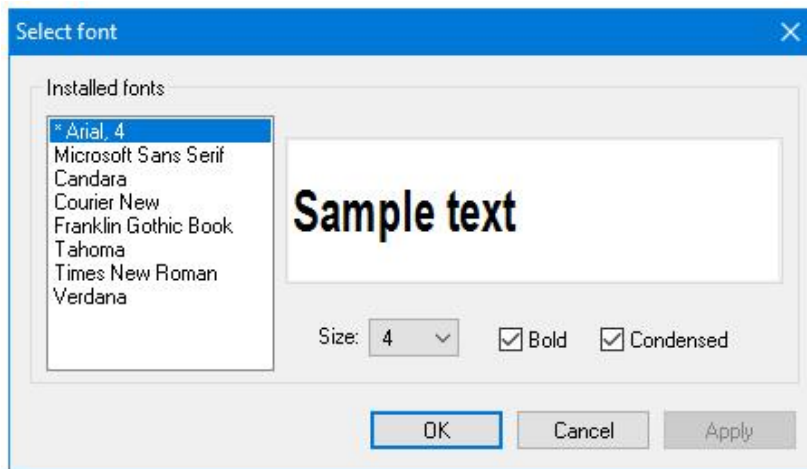 Select font
Installed fonts
* Arial, 4
Microsoft Sans Serif
Candara
Courier New
Franklin Gothic Book
Tahoma
Times New Roman
Verdana
Sample text
Size: 4 Bold Condensed
OK Cancel Apply